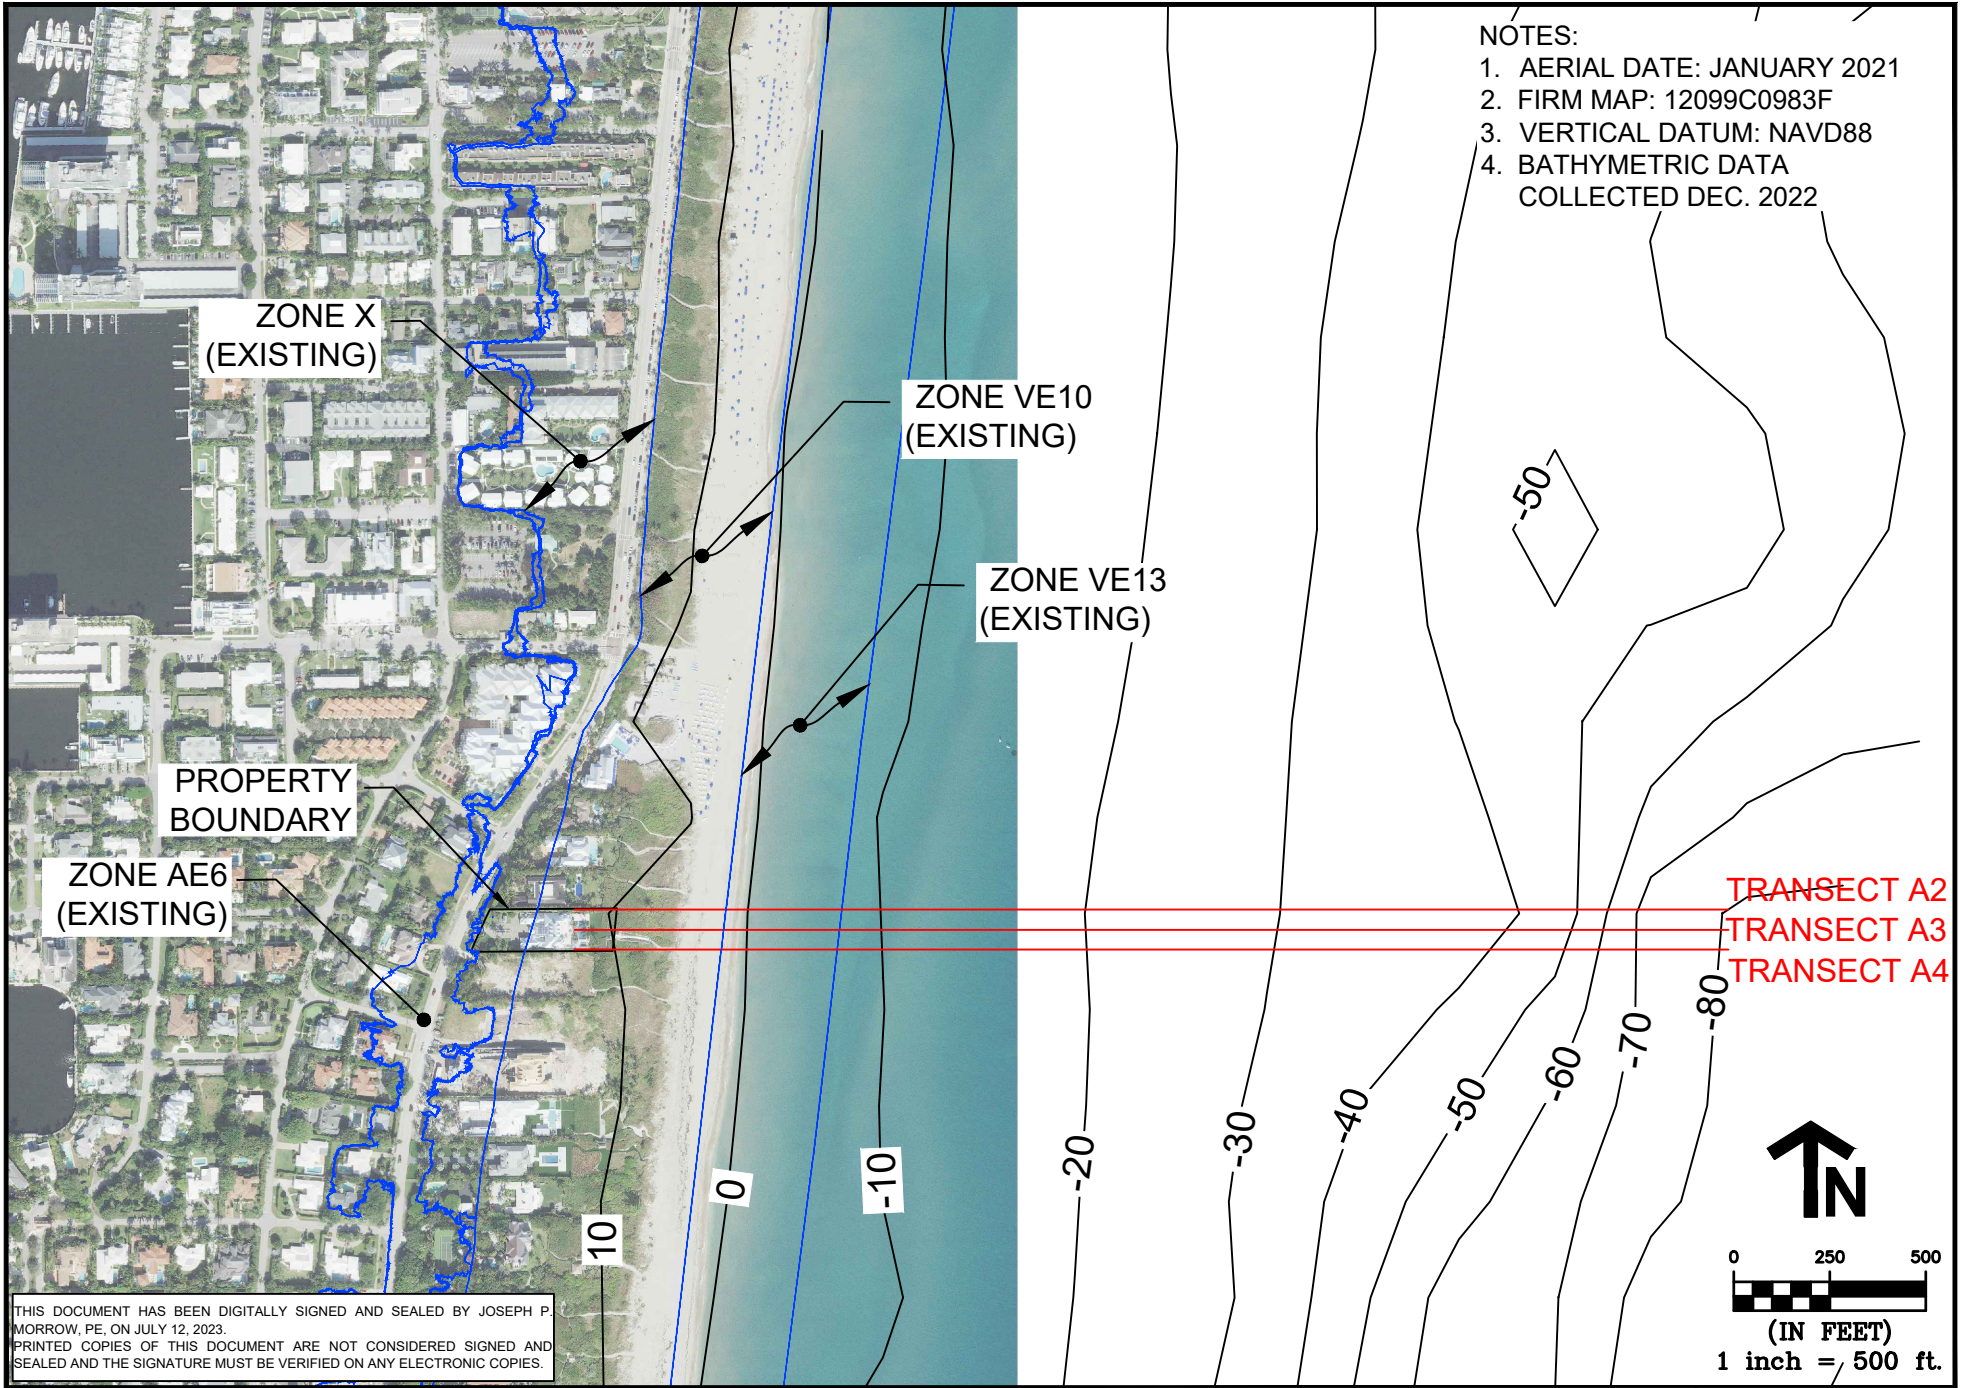 NOTES:
1. AERIAL DATE: JANUARY 2021
2. FIRM MAP: 12099C0983F
3. VERTICAL DATUM: NAVD88
4. BATHYMETRIC DATA
COLLECTED DEC. 2022
ZONE X
(EXISTING)
ZONE VE10
(EXISTING)
-50
ZONE VE13
(EXISTING)
PROPERTY
BOUNDARY
ZONE AE6
(EXISTING)
TRANSECT A2
TRANSECT A3
TRANSECT A4
10
0
-10
-20
-30
-40
-50
-60
-70
-80
N
0 250 500
(IN FEET)
1 inch = 500 ft.
THIS DOCUMENT HAS BEEN DIGITALLY SIGNED AND SEALED BY JOSEPH P.
MORROW, PE, ON JULY 12, 2023.
PRINTED COPIES OF THIS DOCUMENT ARE NOT CONSIDERED SIGNED AND
SEALED AND THE SIGNATURE MUST BE VERIFIED ON ANY ELECTRONIC COPIES.